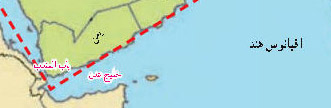 اقیانوس هند
باب المندب
خلیج عدن